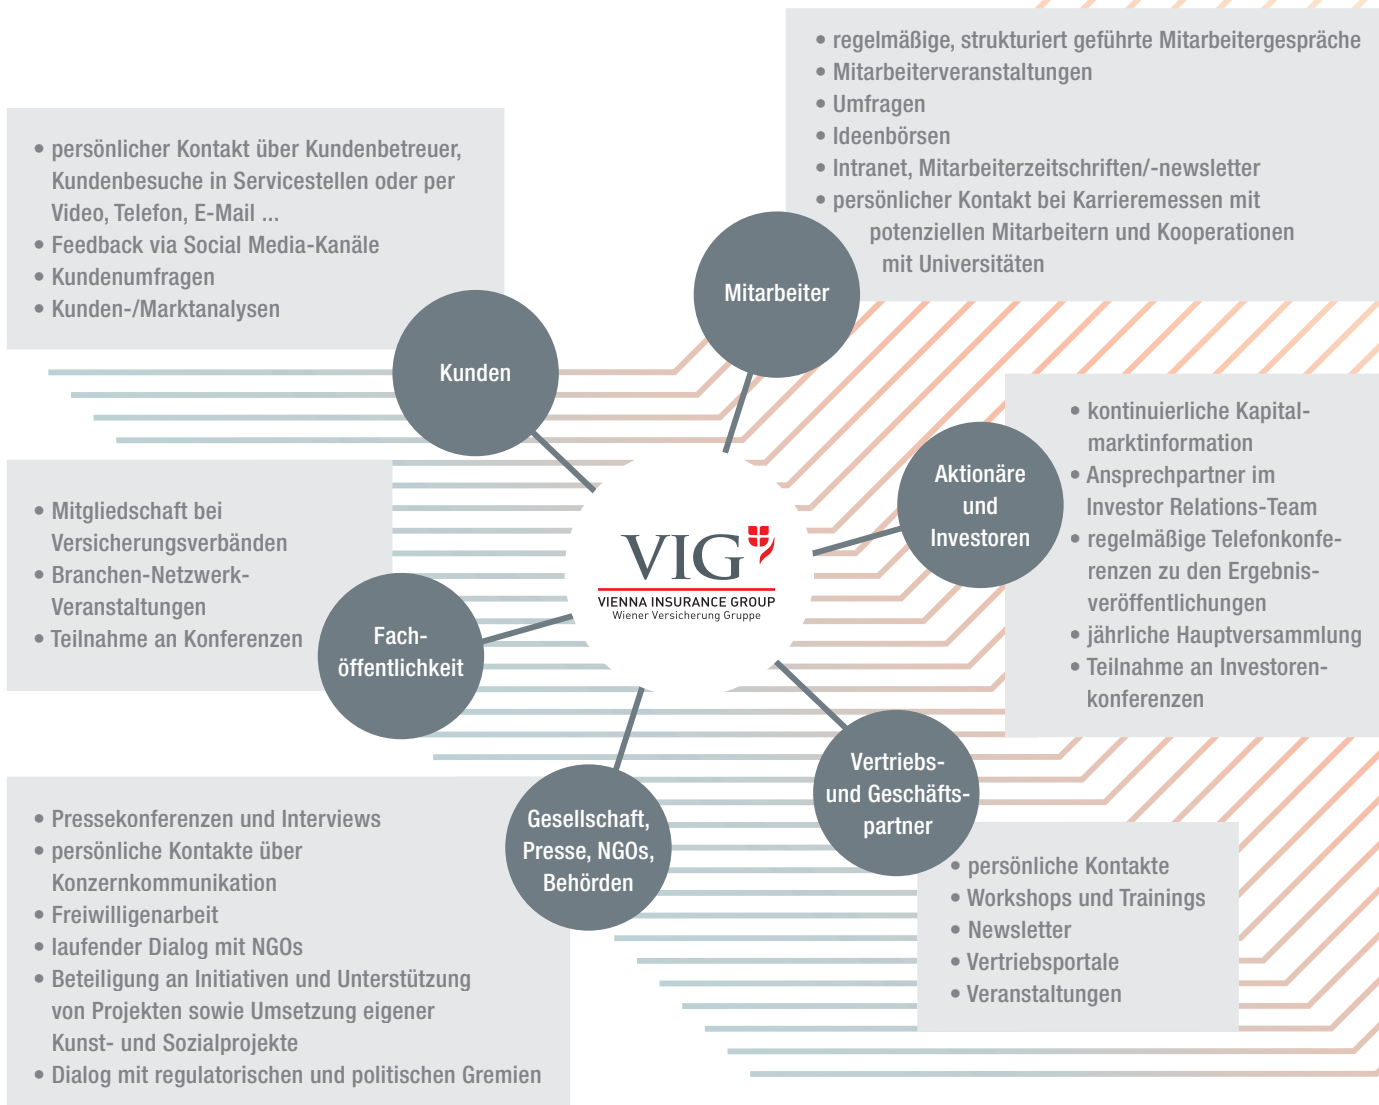 • regelmäßige, strukturiert geführte Mitarbeitergespräche
• Mitarbeiterveranstaltungen
• Umfragen
• Ideenbörsen
• Intranet, Mitarbeiterzeitschriften/-newsletter
• persönlicher Kontakt bei Karrieremessen mit
potenziellen Mitarbeitern und Kooperationen
mit Universitäten
Mitarbeiter
• persönlicher Kontakt über Kundenbetreuer,
Kundenbesuche in Servicestellen oder per
Video, Telefon, E-Mail ...
• Feedback via Social Media-Kanäle
• Kundenumfragen
• Kunden-/Marktanalysen
Kunden
• kontinuierliche Kapital-
marktinformation
• Ansprechpartner im
Investor Relations-Team
• regelmäßige Telefonkonfe-
renzen zu den Ergebnis-
veröffentlichungen
• jährliche Hauptversammlung
• Teilnahme an Investoren-
konferenzen
Aktionäre
und
Investoren
• Mitgliedschaft bei
Versicherungsverbänden
• Branchen-Netzwerk-
Veranstaltungen
• Teilnahme an Konferenzen
Fach-
öffentlichkeit
VIG
VIENNA INSURANCE GROUP
Wiener Versicherung Gruppe
Vertriebs-
und Geschäfts-
partner
• persönliche Kontakte
• Workshops und Trainings
• Newsletter
• Vertriebsportale
• Veranstaltungen
Gesellschaft,
Presse, NGOs,
Behörden
• Pressekonferenzen und Interviews
• persönliche Kontakte über
Konzernkommunikation
• Freiwilligenarbeit
• laufender Dialog mit NGOs
• Beteiligung an Initiativen und Unterstützung
von Projekten sowie Umsetzung eigener
Kunst- und Sozialprojekte
• Dialog mit regulatorischen und politischen Gremien